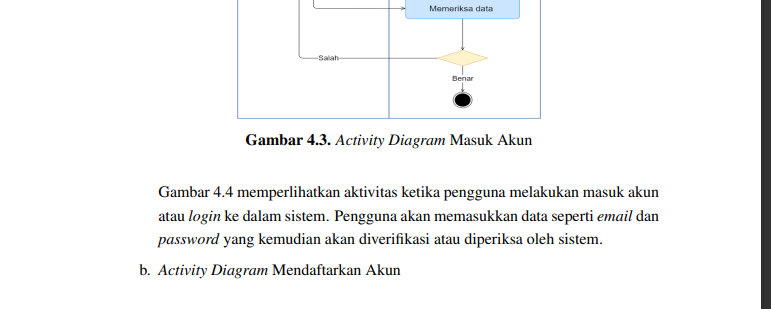 Memeriksa data
Salah
Benar
Gambar 4.3. Activity Diagram Masuk Akun
Gambar 4.4 memperlihatkan aktivitas ketika pengguna melakukan masuk akun
atau login ke dalam sistem. Pengguna akan memasukkan data seperti email dan
password yang kemudian akan diverifikasi atau diperiksa oleh sistem.
b. Activity Diagram Mendaftarkan Akun